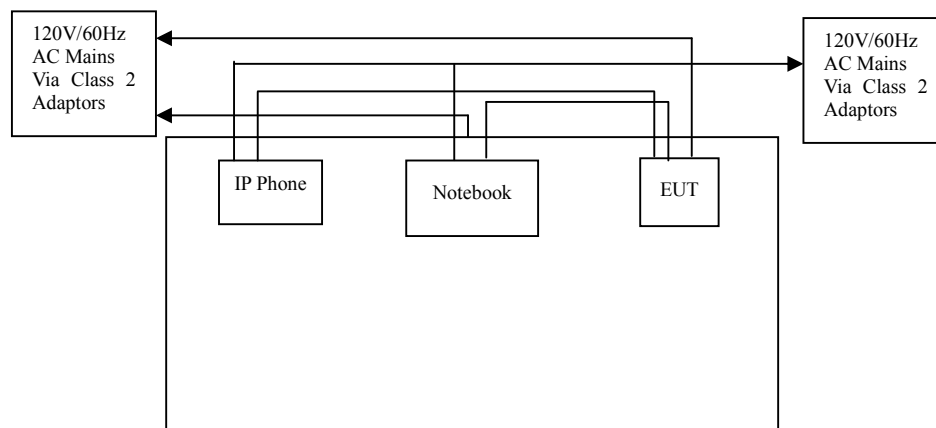 120V/60Hz
AC Mains
Via Class 2
Adaptors
120V/60Hz
AC Mains
Via Class 2
Adaptors
IP Phone
Notebook
EUT